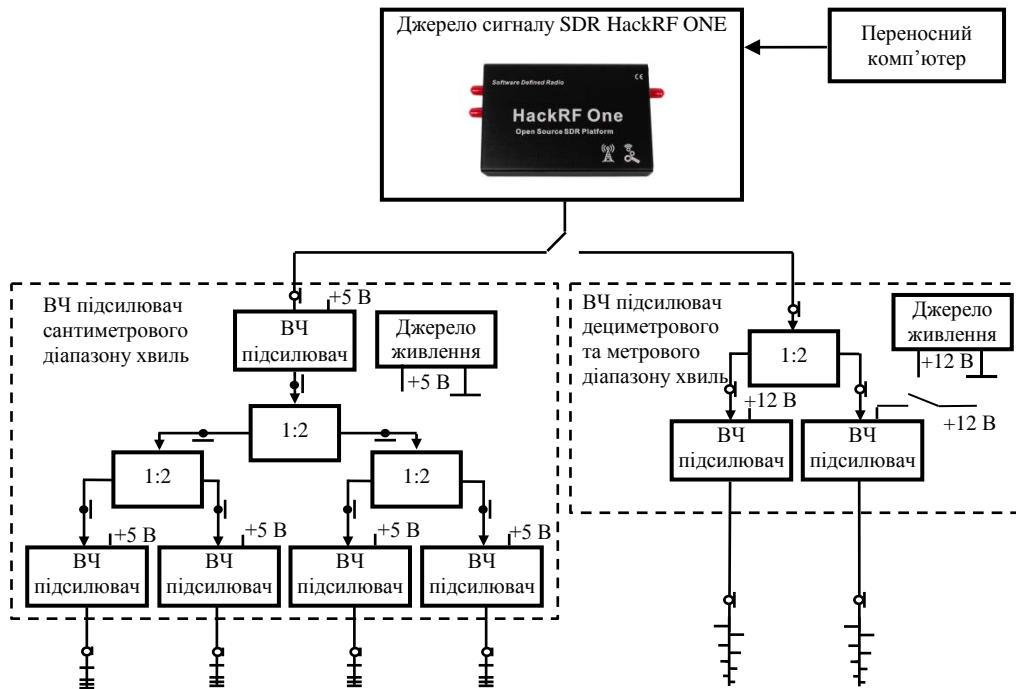 Джерело сигналу SDR HackRF ONE
Переносний
комп’ютер
Software Defined Radio
CE
HackRF One
Open Source SDR Platform
ВЧ підсилювач
сантиметрового
діапазону хвиль
+5 В
ВЧ
підсилювач
Джерело
живлення
+5 В
1:2
1:2
1:2
+5 В
ВЧ
підсилювач
+5 В
ВЧ
підсилювач
+5 В
ВЧ
підсилювач
+5 В
ВЧ
підсилювач
ВЧ підсилювач
дециметрового
та метрового
діапазону хвиль
1:2
Джерело
живлення
+12 В
+12 В
ВЧ
підсилювач
ВЧ
підсилювач
+12 В